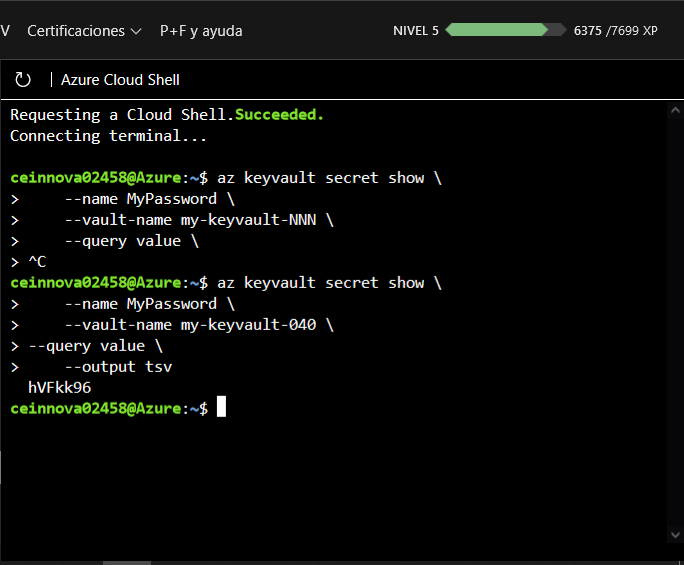 V Certificaciones P+F y ayuda NIVEL 5 6375 /7699 XP
| Azure Cloud Shell
Requesting a Cloud Shell.Succeeded.
Connecting terminal...
ceinnova02458@Azure:~$ az keyvault secret show \
>     --name MyPassword \
>     --vault-name my-keyvault-NNN \
>     --query value \
> ^C
ceinnova02458@Azure:~$ az keyvault secret show \
>     --name MyPassword \
>     --vault-name my-keyvault-040 \
> --query value \
>     --output tsv
hVFkk96
ceinnova02458@Azure:~$